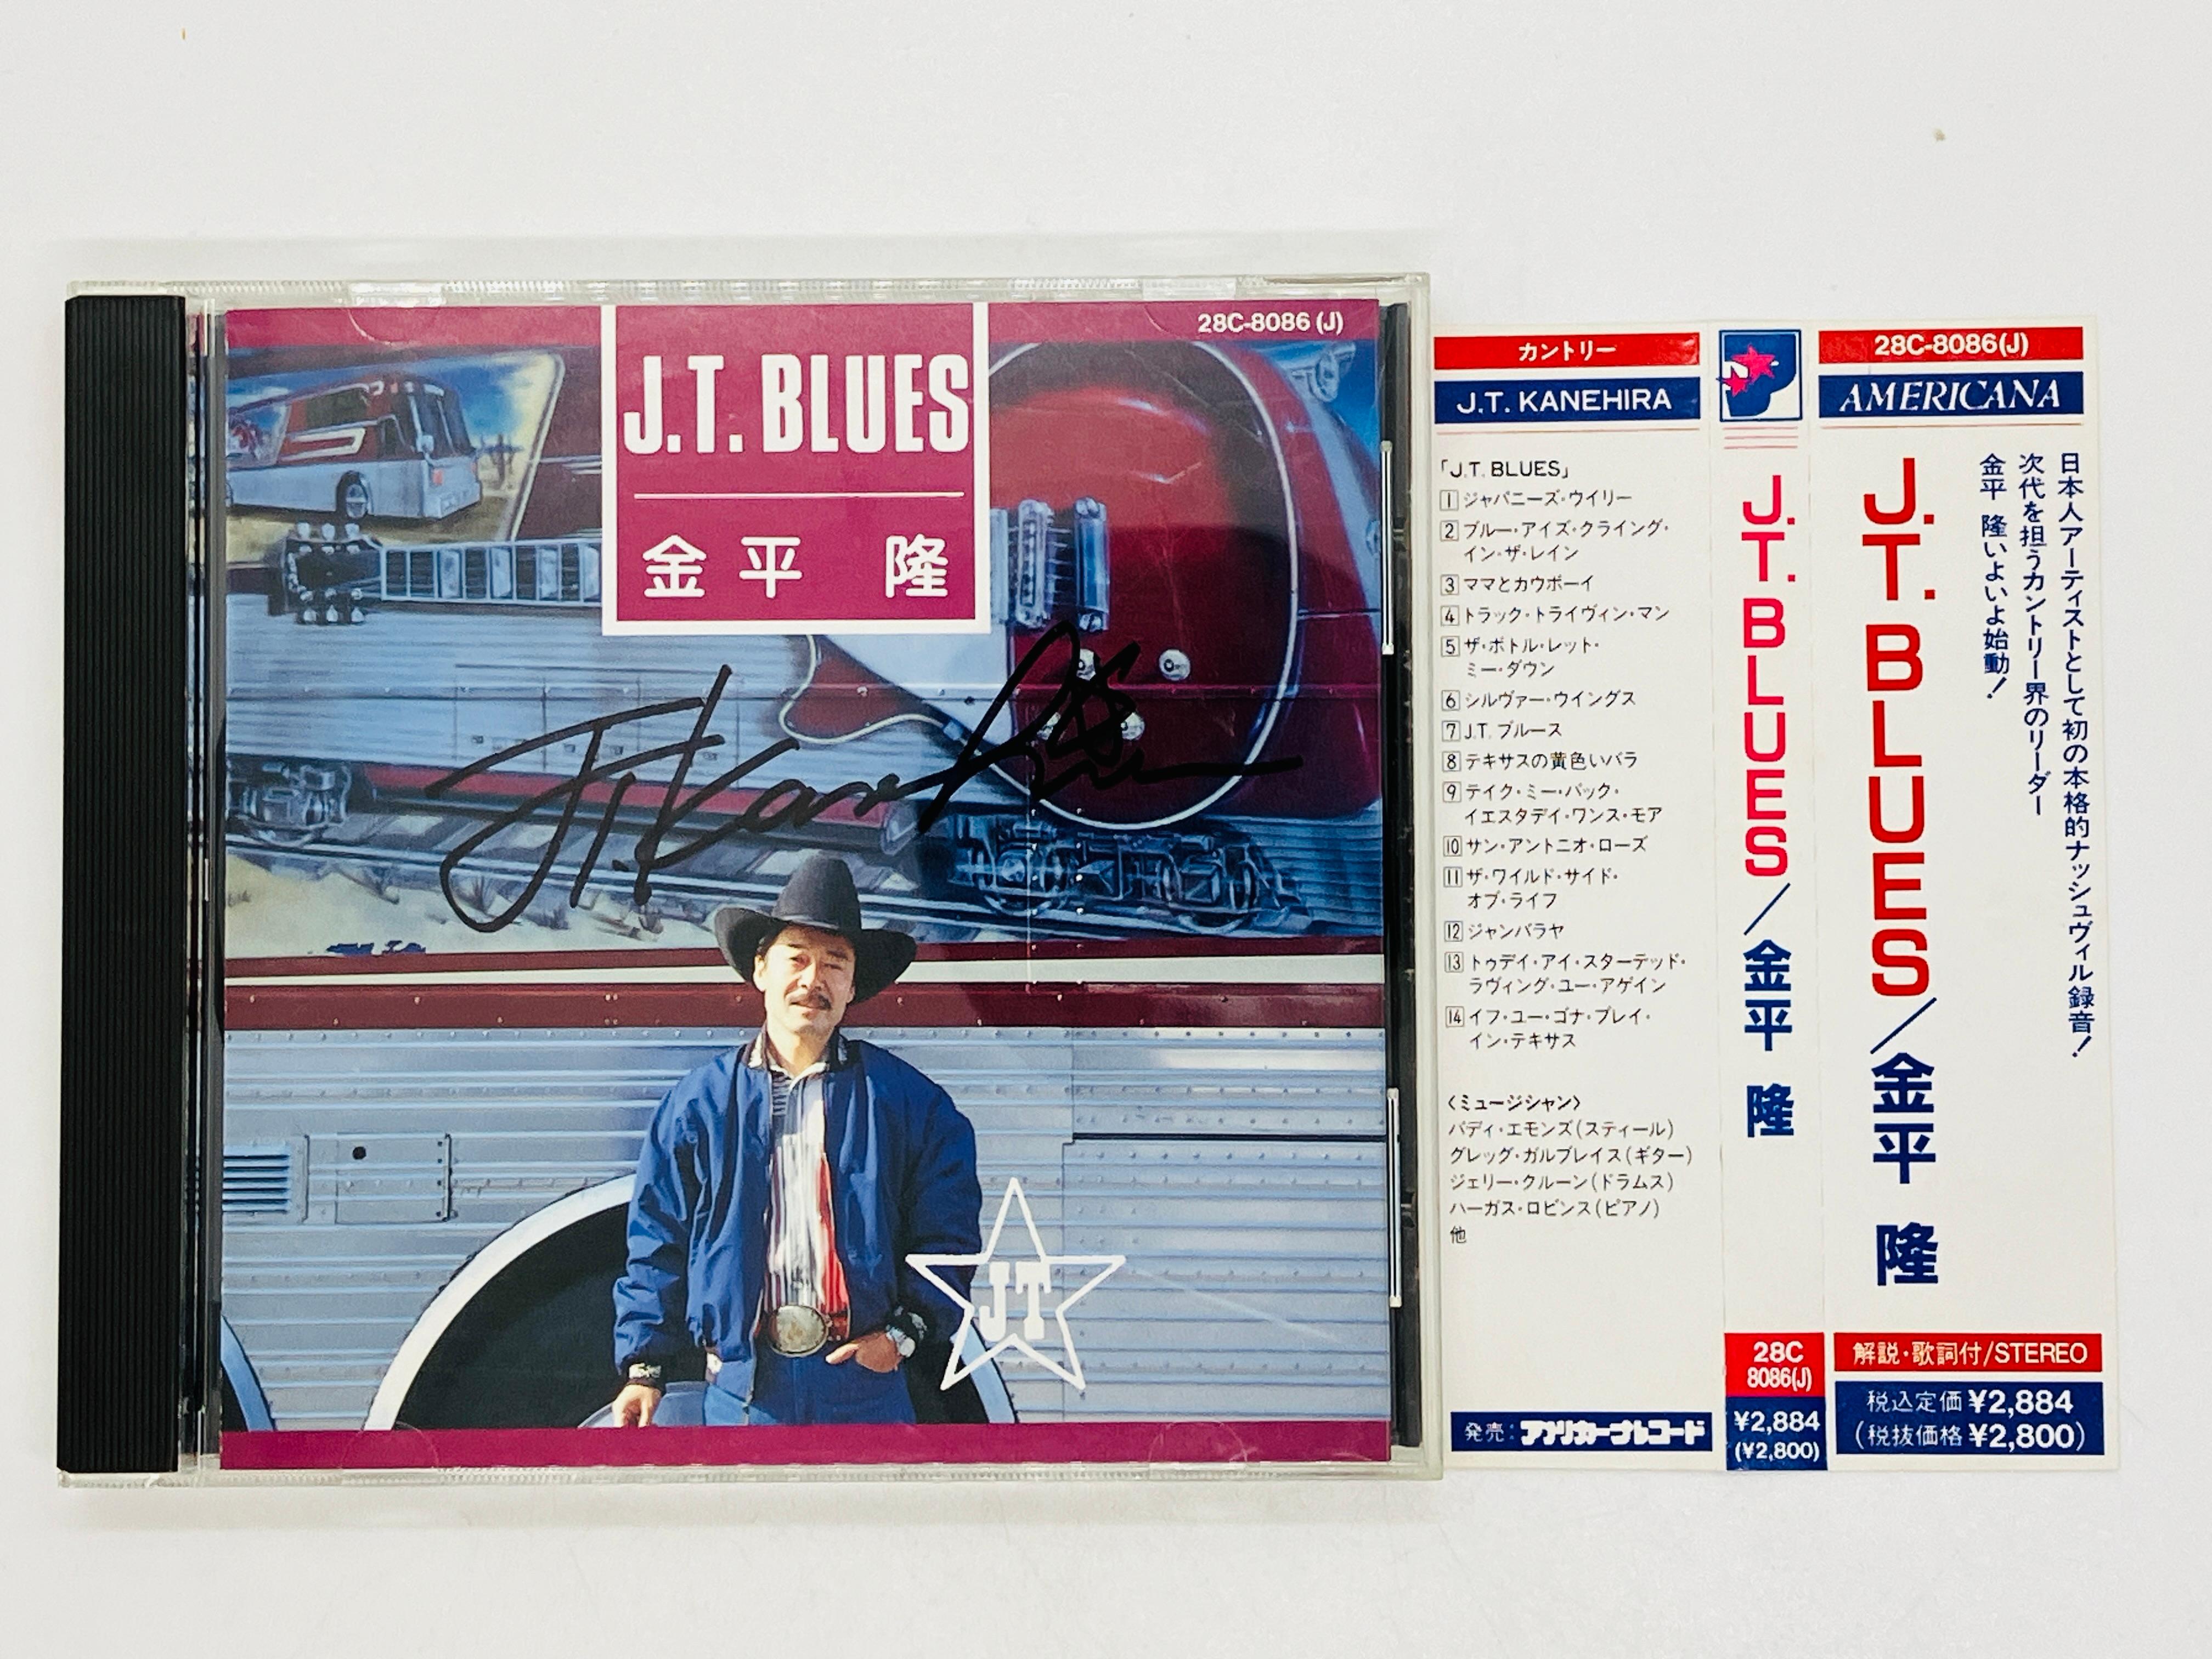 28C-8086 (J)
J.T. BLUES
金平 隆
J.T. Kane
JT
カントリー
J.T. KANEHIRA
「J.T. BLUES」
1 ジャパニーズ・ウイリー
2 ブルー・アイズ・クライング・
イン・ザ・レイン
3 ママとカウボーイ
4 トラック・トライヴィン・マン
5 ザ・ボトル・レット・
ミー・ダウン
6 シルヴァー・ウイングス
7 J.T. ブルース
8 テキサスの黄色いバラ
9 テイク・ミー・バック・
イエスタデイ・ワンス・モア
10 サン・アントニオ・ローズ
11 ザ・ワイルド・サイド・
オブ・ライフ
12 ジャンバラヤ
13 トゥデイ・アイ・スターテッド・
ラヴィング・ユー・アゲイン
14 イフ・ユー・ゴナ・プレイ・
イン・テキサス
〈ミュージシャン〉
バディ・エモンズ(スティール)
グレッグ・ガルブレイス(ギター)
ジェリー・クルーン(ドラムス)
ハーガス・ロビンス(ピアノ)
他
発売：アメリカーナレコード
J.T. BLUES／金平 隆
28C
8086(J)
¥2,884
(¥2,800)
28C-8086(J)
AMERICANA
日本人アーティストとして初の本格的ナッシュヴィル録音！
次代を担うカントリー界のリーダー
金平 隆いよいよ始動！
J.T. BLUES／金平 隆
解説・歌詞付/STEREO
税込定価¥2,884
(税抜価格¥2,800)